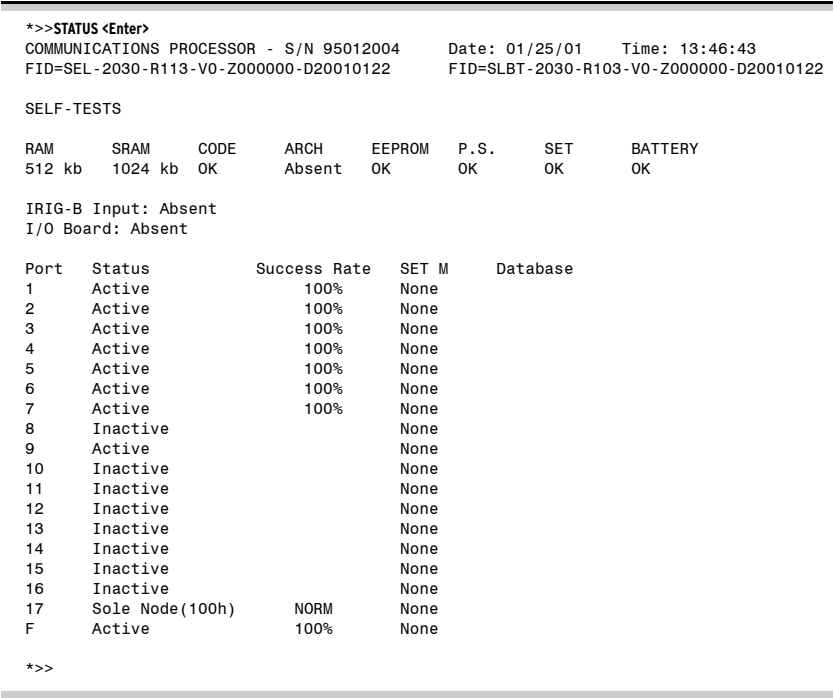 *>>STATUS <Enter>
COMMUNICATIONS PROCESSOR - S/N 95012004     Date: 01/25/01    Time: 13:46:43
FID=SEL-2030-R113-V0-Z000000-D20010122      FID=SLBT-2030-R103-V0-Z000000-D20010122
SELF-TESTS
RAM      SRAM     CODE     ARCH     EEPROM   P.S.     SET      BATTERY
512 kb   1024 kb  OK       Absent   OK       OK       OK       OK
IRIG-B Input: Absent
I/O Board: Absent
Port   Status           Success Rate   SET M     Database
1      Active                100%      None
2      Active                100%      None
3      Active                100%      None
4      Active                100%      None
5      Active                100%      None
6      Active                100%      None
7      Active                100%      None
8      Inactive                        None
9      Active                          None
10     Inactive                        None
11     Inactive                        None
12     Inactive                        None
13     Inactive                        None
14     Inactive                        None
15     Inactive                        None
16     Inactive                        None
17     Sole Node(100h)      NORM       None
F      Active               100%       None
*>>